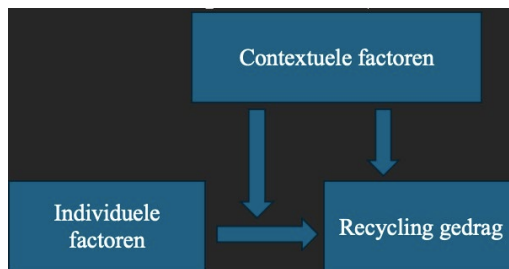 Contextuele factoren
Individuele
factoren
Recycling gedrag